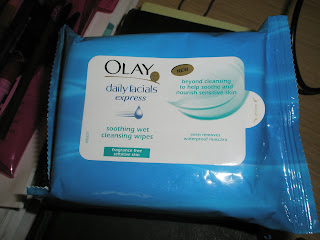 OLAY
NEW
daily facials
express
beyond cleansing
to help soothe and
nourish sensitive skin
soothing wet
cleansing wipes
even removes
waterproof mascara
fragrance free
sensitive skin